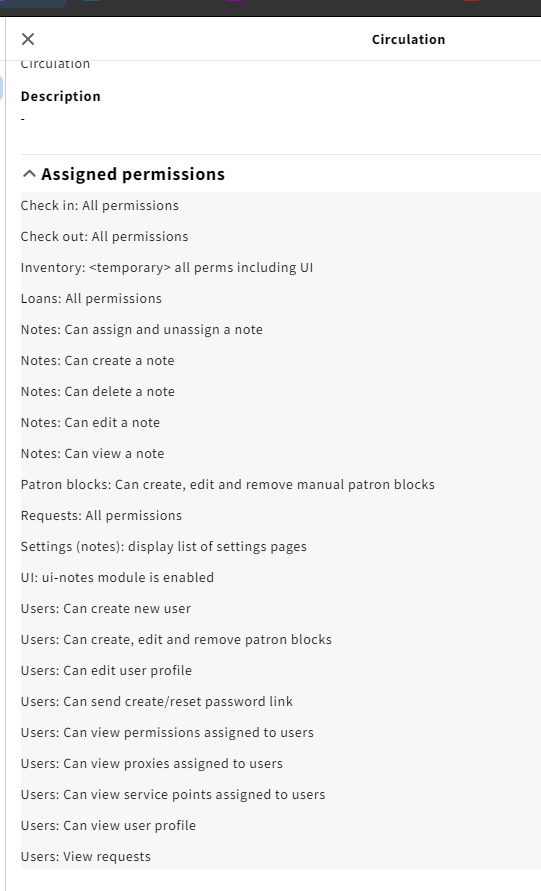 Circulation
Circulation
Description
-
Assigned permissions
Check in: All permissions
Check out: All permissions
Inventory: <temporary> all perms including UI
Loans: All permissions
Notes: Can assign and unassign a note
Notes: Can create a note
Notes: Can delete a note
Notes: Can edit a note
Notes: Can view a note
Patron blocks: Can create, edit and remove manual patron blocks
Requests: All permissions
Settings (notes): display list of settings pages
UI: ui-notes module is enabled
Users: Can create new user
Users: Can create, edit and remove patron blocks
Users: Can edit user profile
Users: Can send create/reset password link
Users: Can view permissions assigned to users
Users: Can view proxies assigned to users
Users: Can view service points assigned to users
Users: Can view user profile
Users: View requests